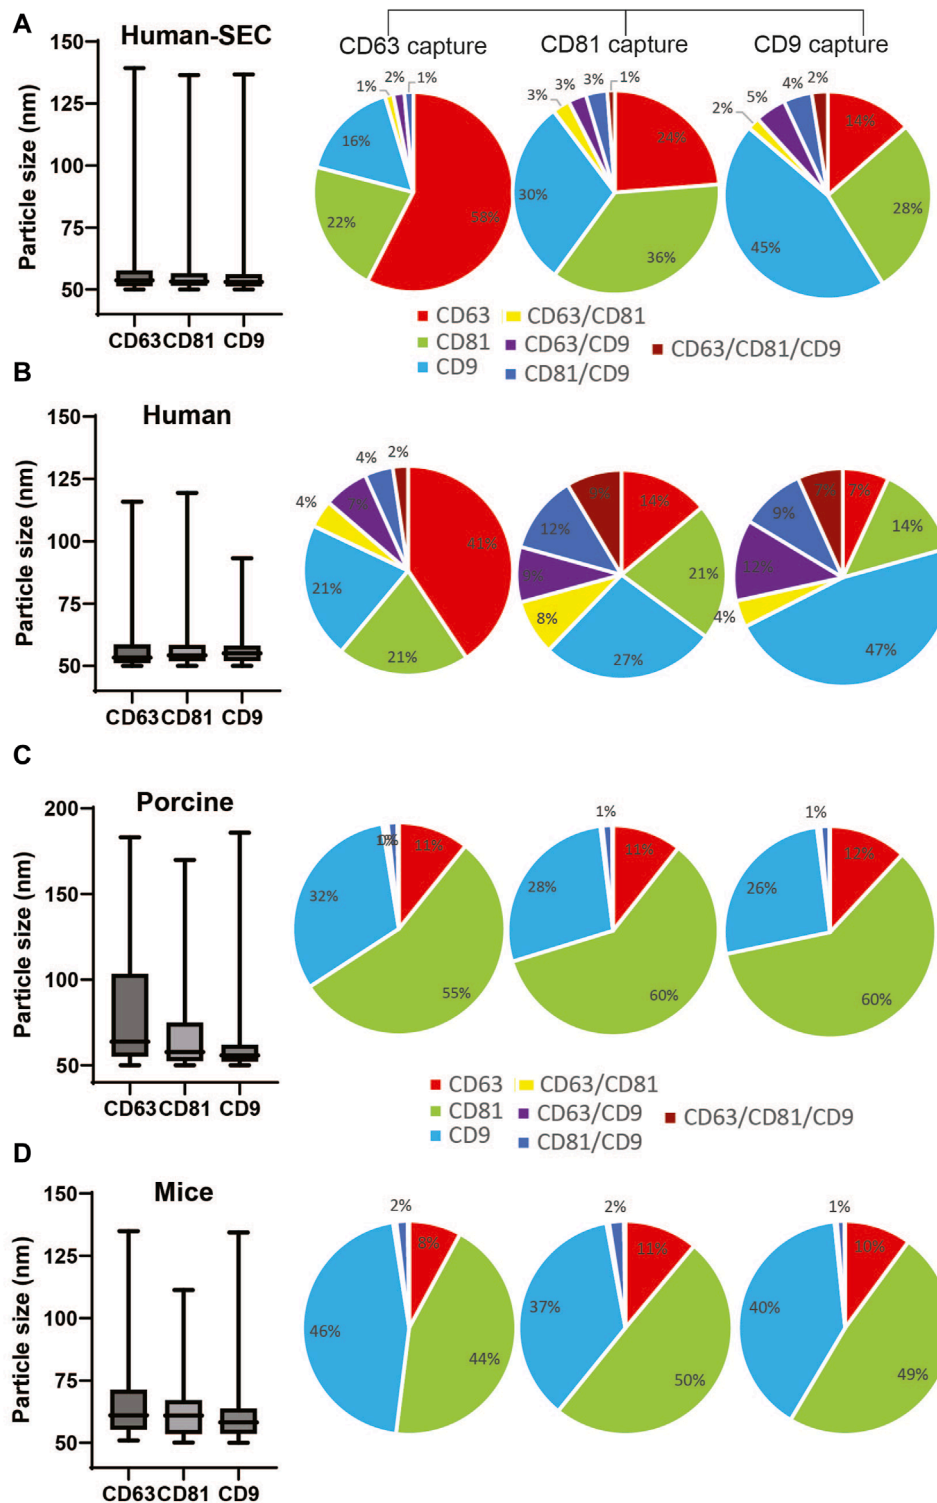 A
Human-SEC
CD63 capture
CD81 capture
CD9 capture
Particle size (nm)
150
125
100
75
50
CD63 CD81 CD9
1% 2% 1%
16%
22%
58%
3% 3% 3% 1%
24%
30%
36%
2% 5% 4% 2%
14%
28%
45%
CD63 CD63/CD81
CD81 CD63/CD9 CD63/CD81/CD9
CD9 CD81/CD9
B
Human
Particle size (nm)
150
125
100
75
50
CD63 CD81 CD9
4% 7% 4% 2%
41%
21%
21%
12% 9% 14%
9% 21%
8%
27%
9% 7% 7%
12% 14%
4%
47%
C
Porcine
Particle size (nm)
200
150
100
50
CD63 CD81 CD9
11%
32%
55%
1%
11%
28%
60%
1%
12%
26%
60%
CD63 CD63/CD81
CD81 CD63/CD9 CD63/CD81/CD9
CD9 CD81/CD9
D
Mice
Particle size (nm)
150
125
100
75
50
CD63 CD81 CD9
2%
8%
46%
44%
2%
11%
37%
50%
1%
10%
40%
49%